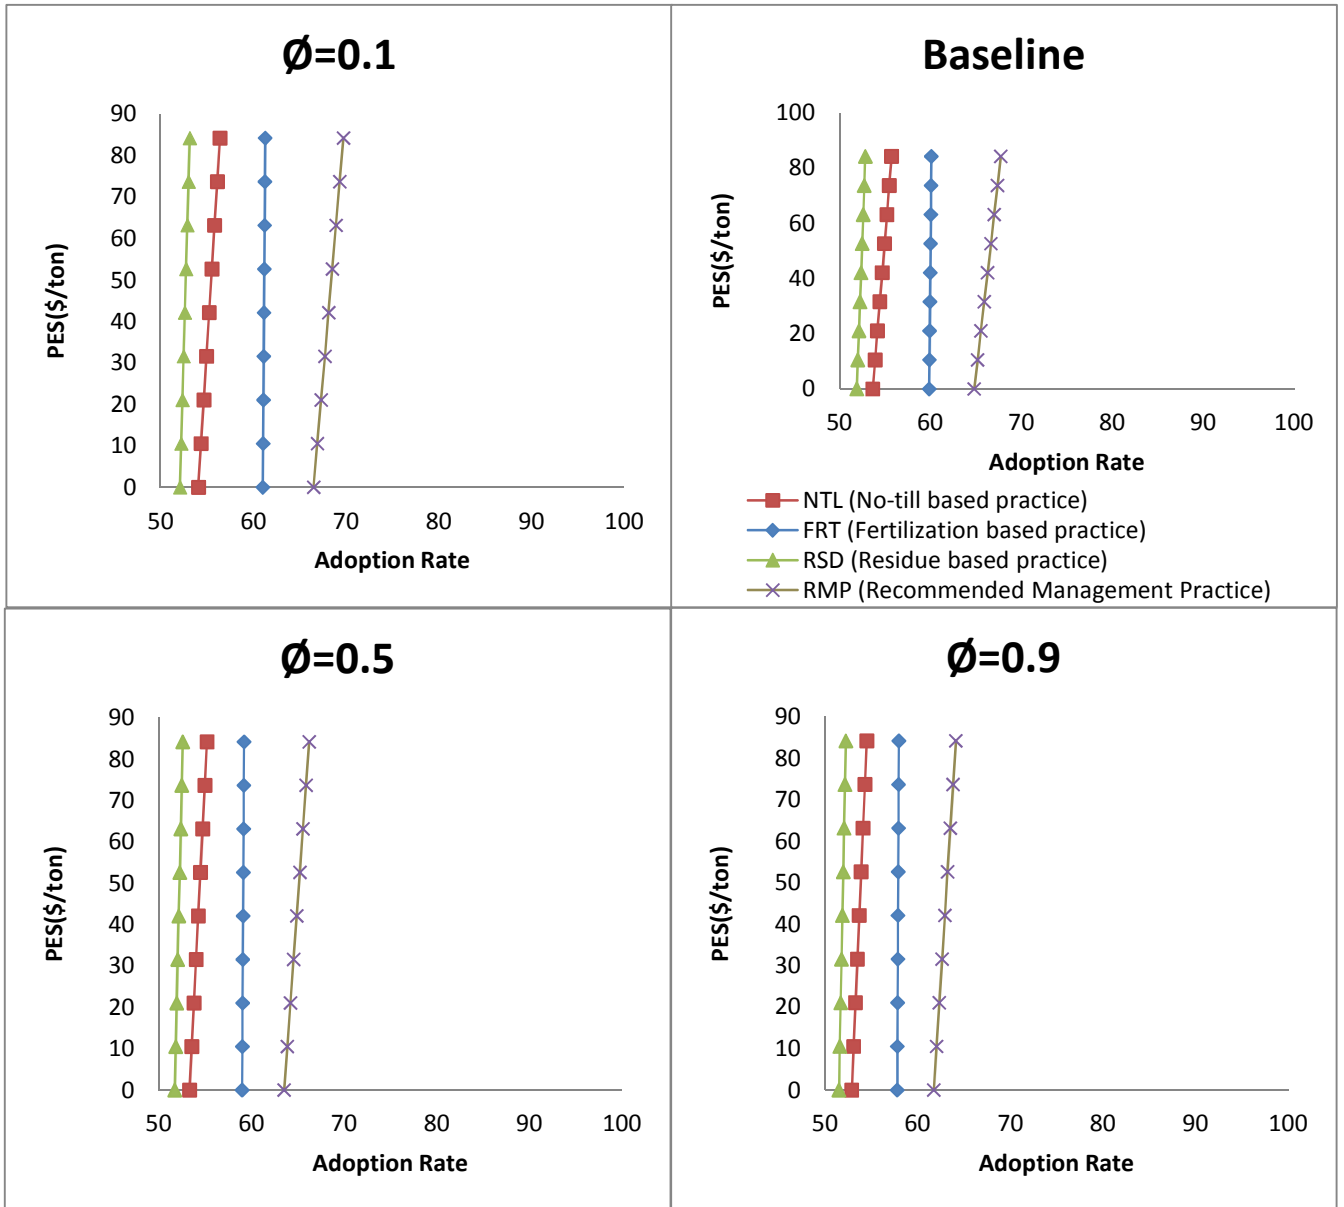 Ø=0.1
90
80
70
60
50
40
30
20
10
0
PES($/ton)
50 60 70 80 90 100
Adoption Rate
Baseline
100
80
60
40
20
0
PES($/ton)
50 60 70 80 90 100
Adoption Rate
NTL (No-till based practice)
FRT (Fertilization based practice)
RSD (Residue based practice)
RMP (Recommended Management Practice)
Ø=0.5
90
80
70
60
50
40
30
20
10
0
PES($/ton)
50 60 70 80 90 100
Adoption Rate
Ø=0.9
90
80
70
60
50
40
30
20
10
0
PES($/ton)
50 60 70 80 90 100
Adoption Rate